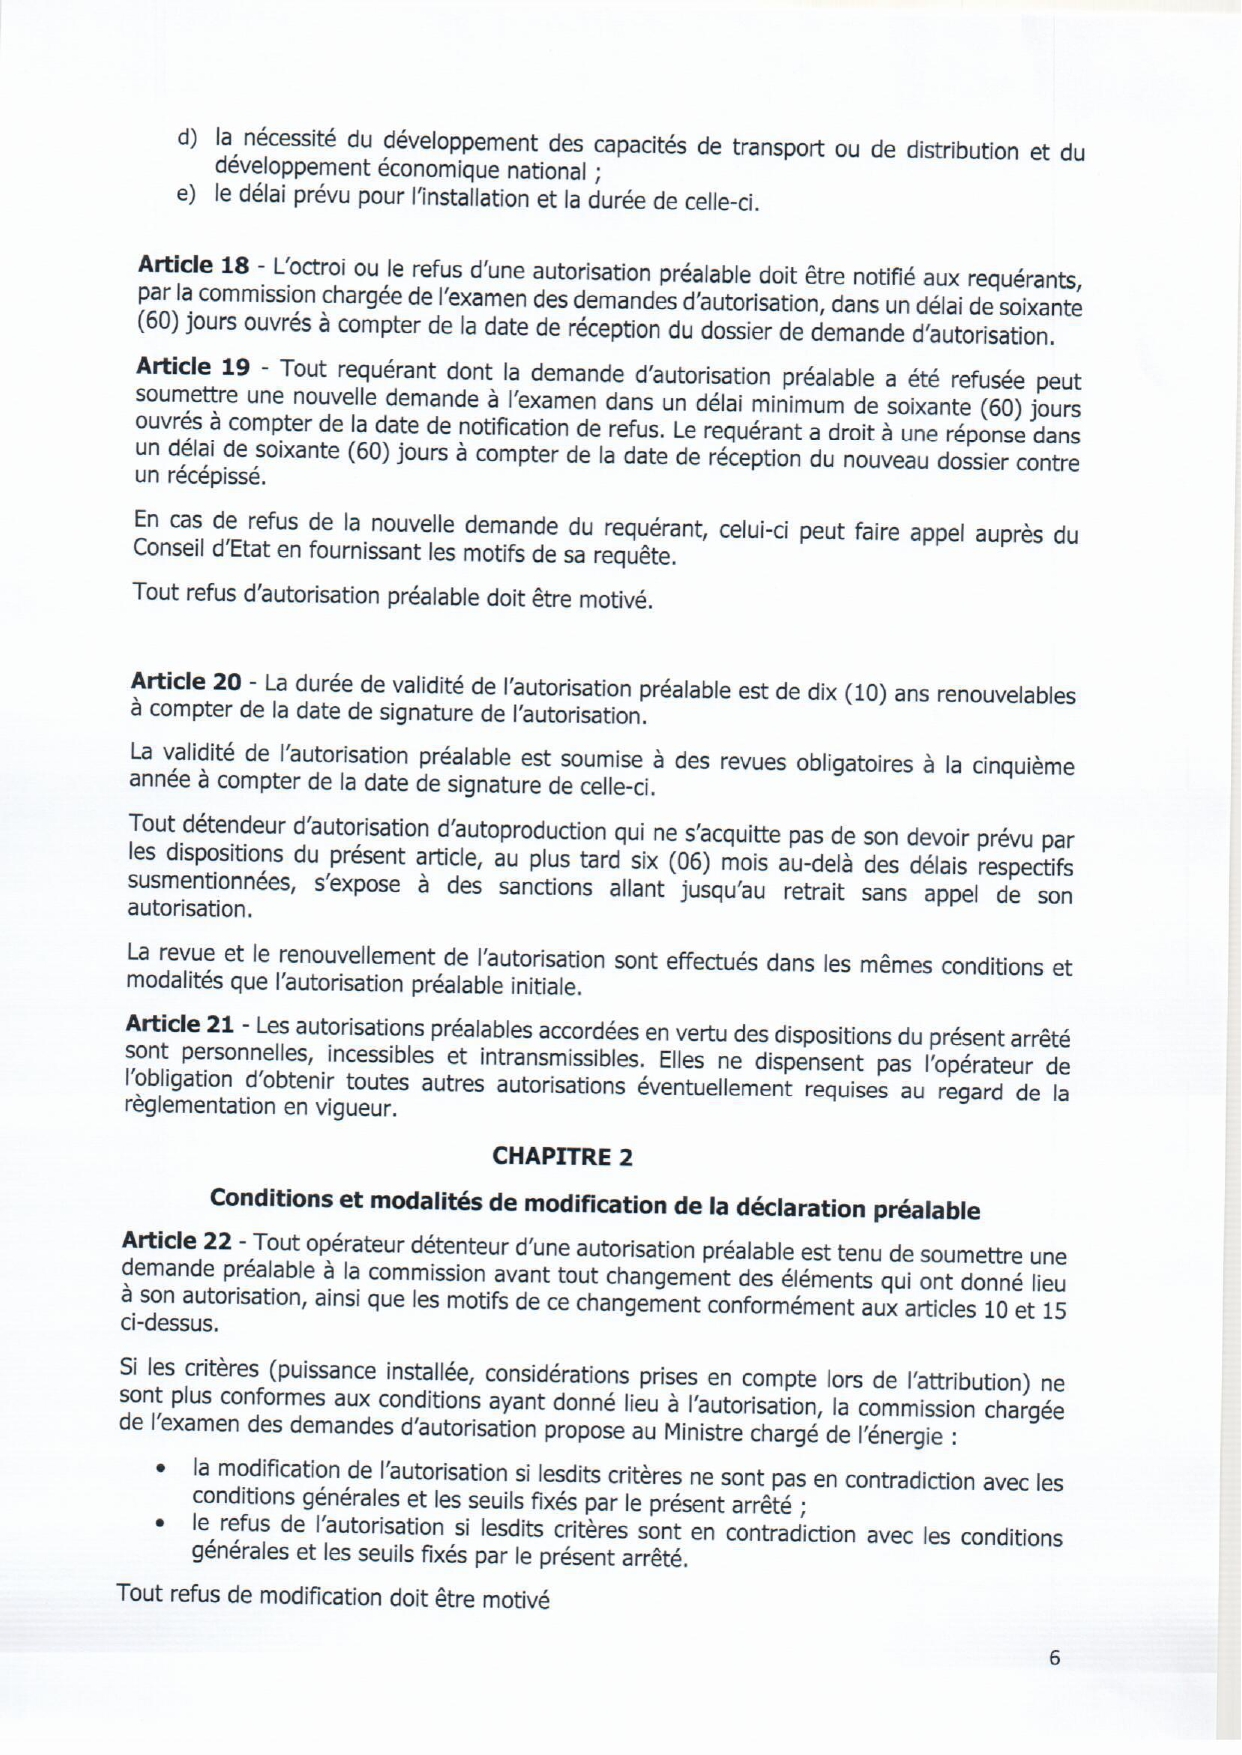 d) la nécessité du développement des capacités de transport ou de distribution et du
développement économique national ;
e) le délai prévu pour l'installation et la durée de celle-ci.
Article 18 - L'octroi ou le refus d'une autorisation préalable doit être notifié aux requérants,
par la commission chargée de l'examen des demandes d'autorisation, dans un délai de soixante
(60) jours ouvrés à compter de la date de réception du dossier de demande d'autorisation.
Article 19 - Tout requérant dont la demande d'autorisation préalable a été refusée peut
soumettre une nouvelle demande à l'examen dans un délai minimum de soixante (60) jours
ouvrés à compter de la date de notification de refus. Le requérant a droit à une réponse dans
un délai de soixante (60) jours à compter de la date de réception du nouveau dossier contre
un récépissé.
En cas de refus de la nouvelle demande du requérant, celui-ci peut faire appel auprès du
Conseil d'Etat en fournissant les motifs de sa requête.
Tout refus d'autorisation préalable doit être motivé.
Article 20 - La durée de validité de l'autorisation préalable est de dix (10) ans renouvelables
à compter de la date de signature de l'autorisation.
La validité de l'autorisation préalable est soumise à des revues obligatoires à la cinquième
année à compter de la date de signature de celle-ci.
Tout détendeur d'autorisation d'autoproduction qui ne s'acquitte pas de son devoir prévu par
les dispositions du présent article, au plus tard six (06) mois au-delà des délais respectifs
susmentionnées, s'expose à des sanctions allant jusqu'au retrait sans appel de son
autorisation.
La revue et le renouvellement de l'autorisation sont effectués dans les mêmes conditions et
modalités que l'autorisation préalable initiale.
Article 21 - Les autorisations préalables accordées en vertu des dispositions du présent arrêté
sont personnelles, incessibles et intransmissibles. Elles ne dispensent pas l'opérateur de
l'obligation d'obtenir toutes autres autorisations éventuellement requises au regard de la
règlementation en vigueur.
CHAPITRE 2
Conditions et modalités de modification de la déclaration préalable
Article 22 - Tout opérateur détenteur d'une autorisation préalable est tenu de soumettre une
demande préalable à la commission avant tout changement des éléments qui ont donné lieu
à son autorisation, ainsi que les motifs de ce changement conformément aux articles 10 et 15
ci-dessus.
Si les critères (puissance installée, considérations prises en compte lors de l'attribution) ne
sont plus conformes aux conditions ayant donné lieu à l'autorisation, la commission chargée
de l'examen des demandes d'autorisation propose au Ministre chargé de l'énergie :
• la modification de l'autorisation si lesdits critères ne sont pas en contradiction avec les
conditions générales et les seuils fixés par le présent arrêté ;
• le refus de l'autorisation si lesdits critères sont en contradiction avec les conditions
générales et les seuils fixés par le présent arrêté.
Tout refus de modification doit être motivé
6